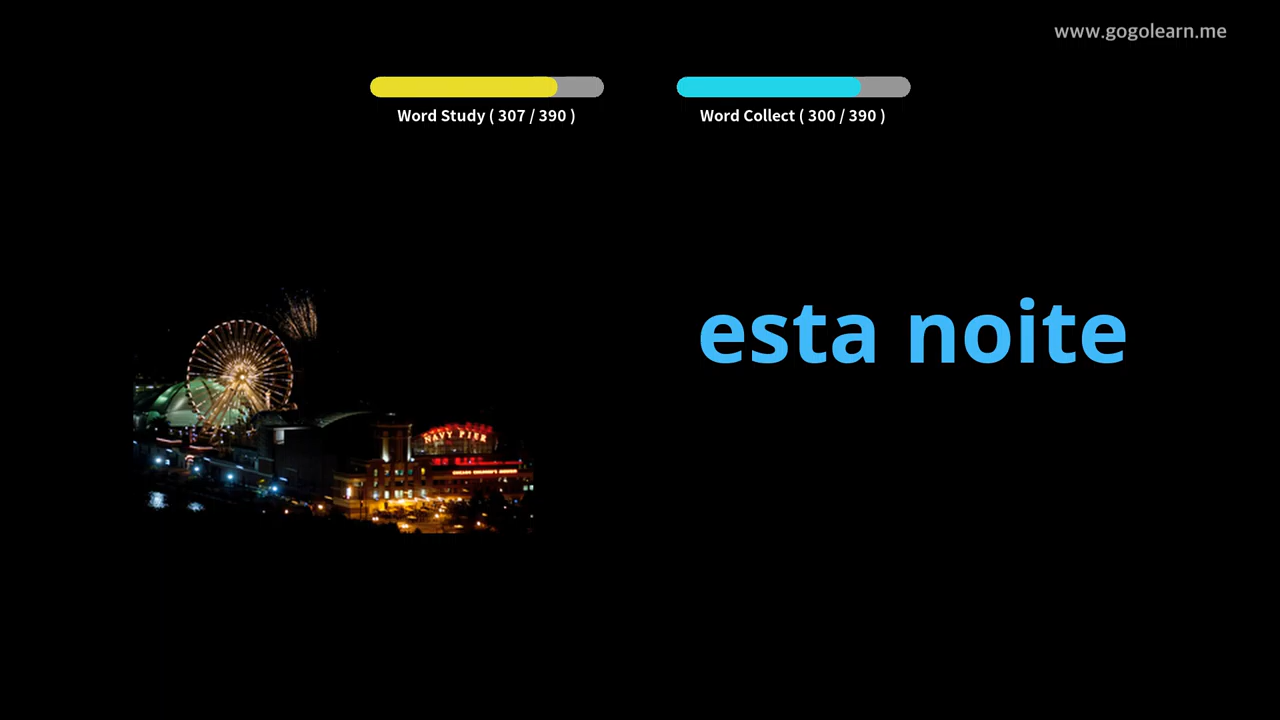 www.gogolearn.me
Word Study ( 307 / 390 )
Word Collect ( 300 / 390 )
esta noite
NAVY PIER